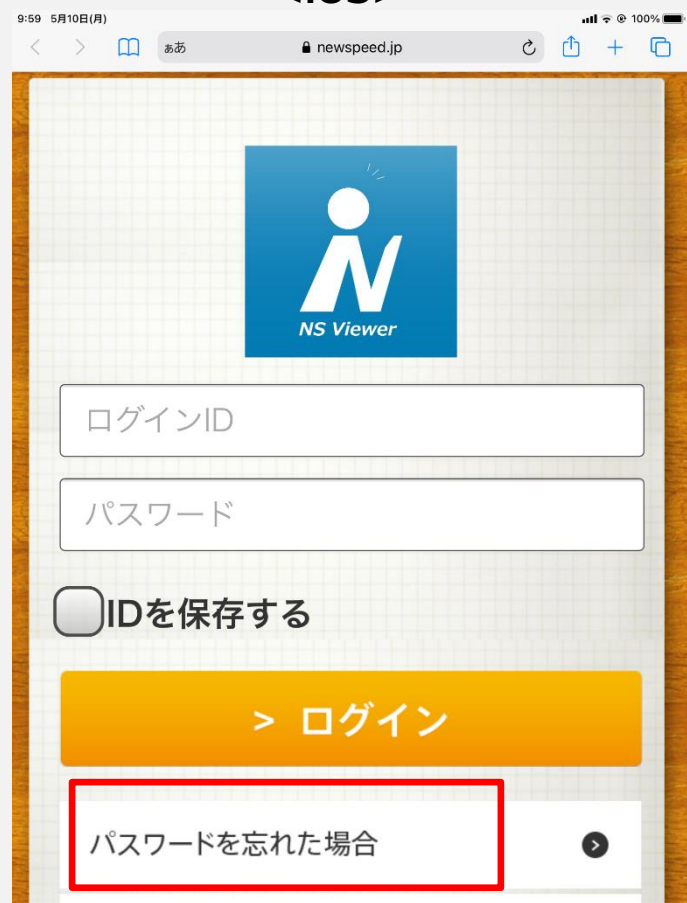 <iOS>
9:59 5月10日(月)
100%
ぁあ
newspeed.jp
NS Viewer
ログインID
パスワード
IDを保存する
> ログイン
パスワードを忘れた場合